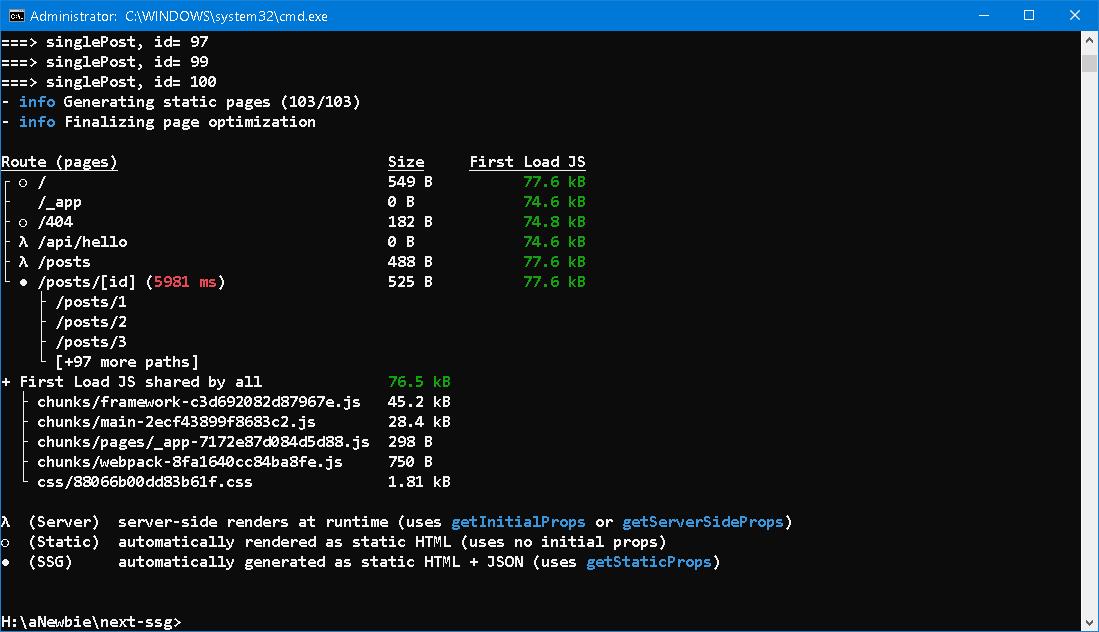 Administrator: C:\WINDOWS\system32\cmd.exe
===> singlePost, id= 97
===> singlePost, id= 99
===> singlePost, id= 100
- info Generating static pages (103/103)
- info Finalizing page optimization
Route (pages) Size First Load JS
┌ ○ / 549 B 77.6 kB
├ /_app 0 B 74.6 kB
├ ○ /404 182 B 74.8 kB
├ λ /api/hello 0 B 74.6 kB
├ λ /posts 488 B 77.6 kB
└ ● /posts/[id] (5981 ms) 525 B 77.6 kB
├ /posts/1
├ /posts/2
├ /posts/3
└ [+97 more paths]
+ First Load JS shared by all 76.5 kB
├ chunks/framework-c3d692082d87967e.js 45.2 kB
├ chunks/main-2ecf43899f8683c2.js 28.4 kB
├ chunks/pages/_app-7172e87d084d5d88.js 298 B
├ chunks/webpack-8fa1640cc84ba8fe.js 750 B
└ css/88066b00dd83b61f.css 1.81 kB
λ (Server) server-side renders at runtime (uses getInitialProps or getServerSideProps)
○ (Static) automatically rendered as static HTML (uses no initial props)
● (SSG) automatically generated as static HTML + JSON (uses getStaticProps)
H:\aNewbie\next-ssg>